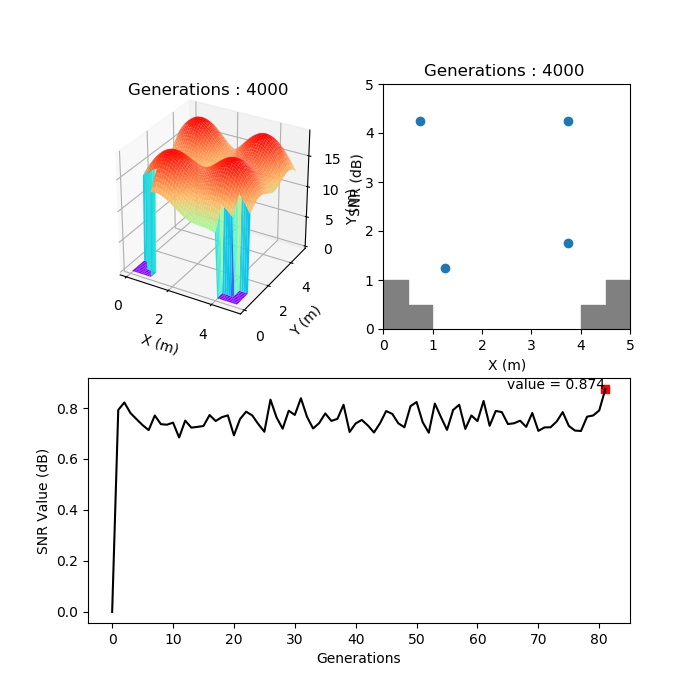 Generations : 4000
15
10
5
0
SNR (dB)
0
2
4
X (m)
0
2
4
Y (m)
Generations : 4000
5
4
3
2
1
0
Y (m)
0 1 2 3 4 5
X (m)
value = 0.874
0.8
0.6
0.4
0.2
0.0
SNR Value (dB)
0 10 20 30 40 50 60 70 80
Generations